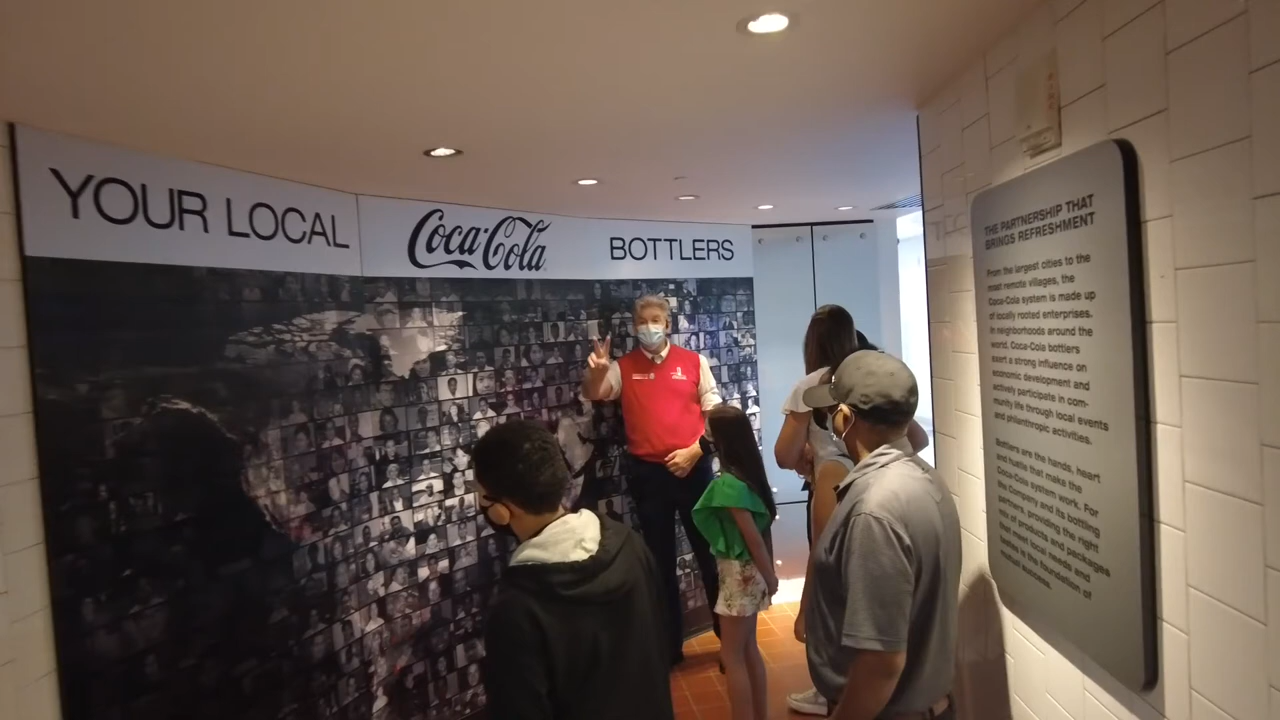 YOUR LOCAL Coca-Cola BOTTLERS
THE PARTNERSHIP THAT
BRINGS REFRESHMENT
From the largest cities to the
most remote villages, the
Coca-Cola system is made up
of locally rooted enterprises.
In neighborhoods around the
world, Coca-Cola bottlers
exert a strong influence on
economic development and
actively participate in com-
munity life through local events
and philanthropic activities.
Bottlers are the hands, heart
and hustle that make the
Coca-Cola system work. For
the Company and its bottling
partners, providing the right
mix of products and packages
that meet local needs and
tastes is the foundation of
mutual success.